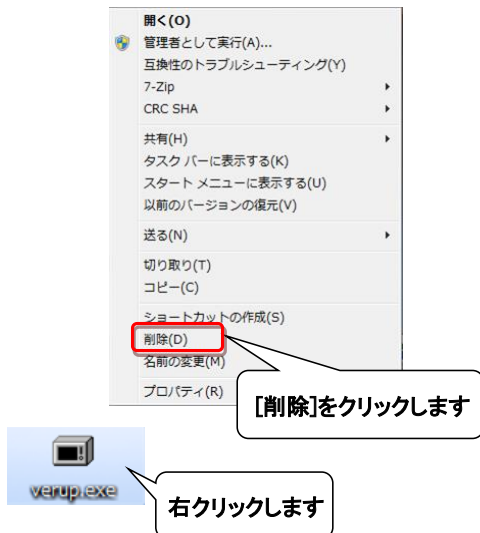 開く(O)
管理者として実行(A)...
互換性のトラブルシューティング(Y)
7-Zip
CRC SHA
共有(H)
タスク バーに表示する(K)
スタート メニューに表示する(U)
以前のバージョンの復元(V)
送る(N)
切り取り(T)
コピー(C)
ショートカットの作成(S)
削除(D)
名前の変更(M)
プロパティ(R)
[削除]をクリックします
verup.exe
右クリックします